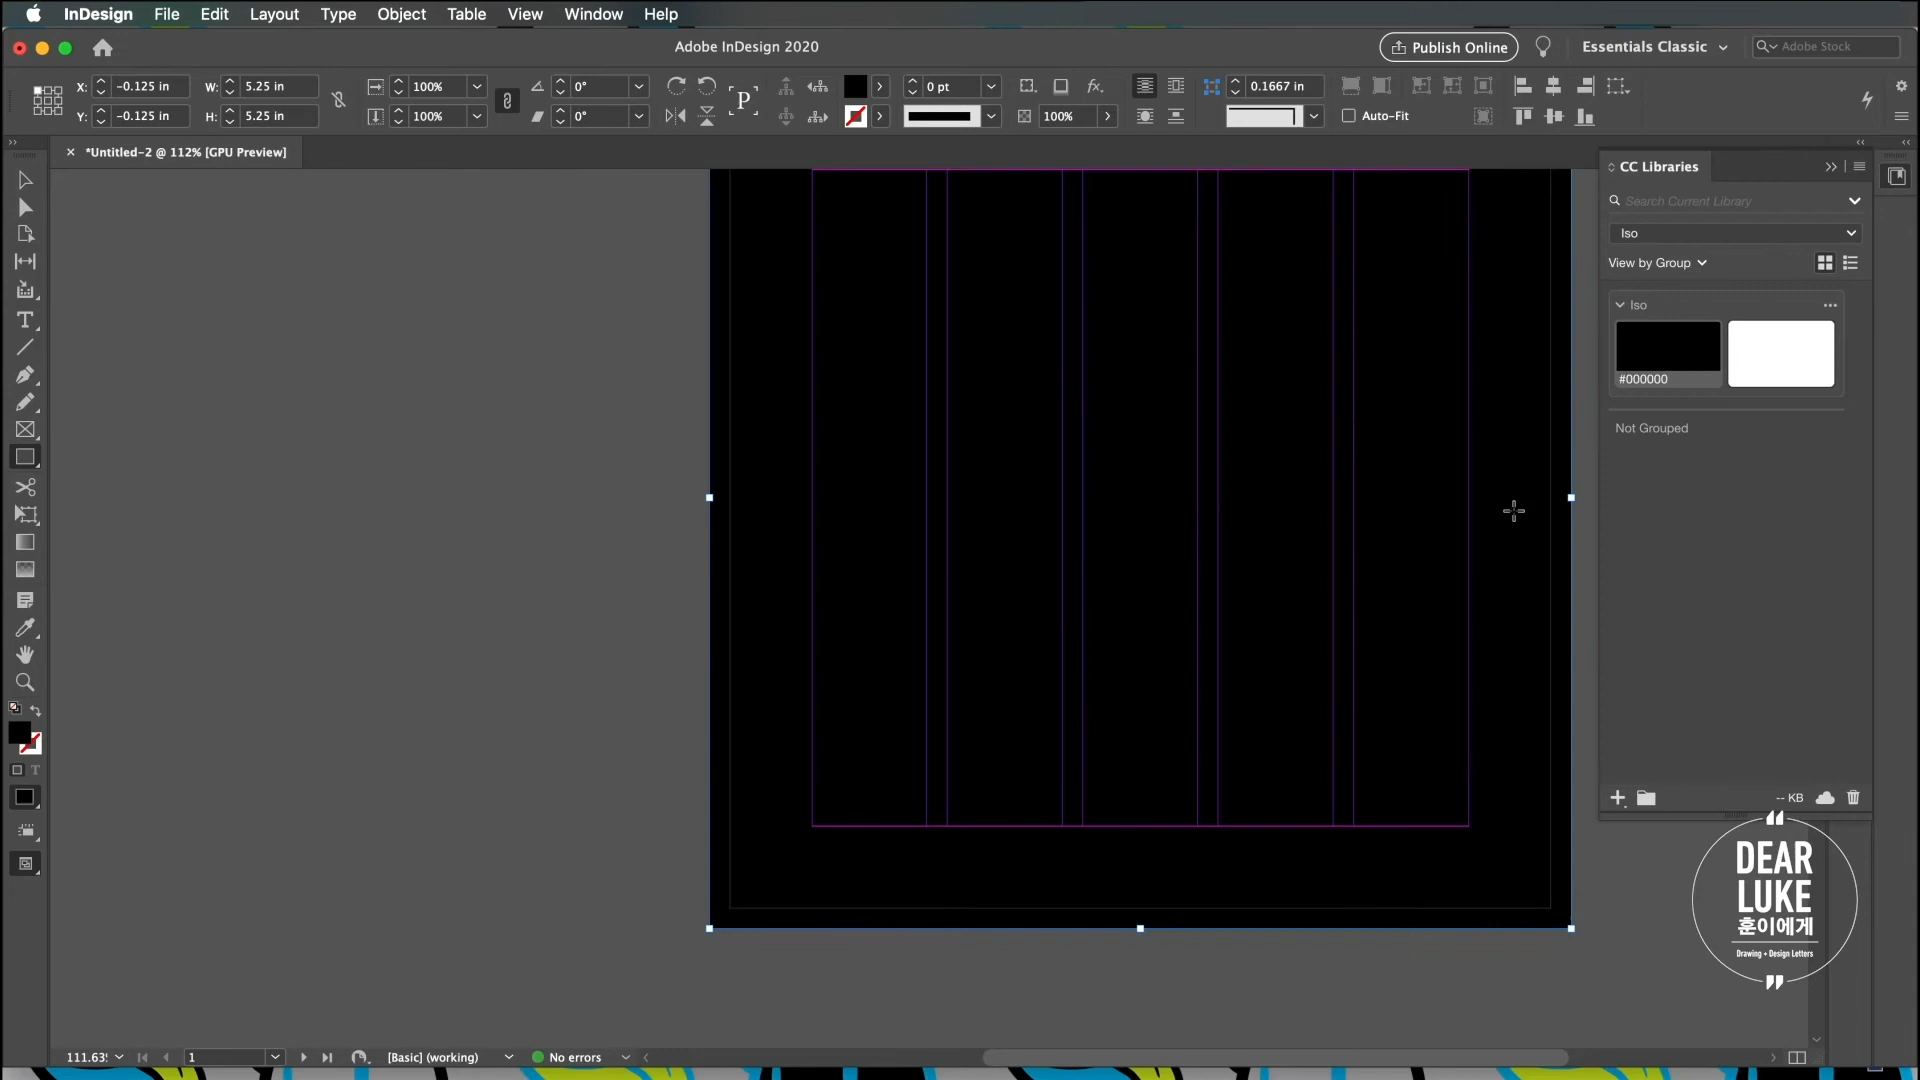 InDesign File Edit Layout Type Object Table View Window Help
Adobe InDesign 2020
Publish Online
Essentials Classic
Adobe Stock
X: -0.125 in W: 5.25 in 100% 0° 0 pt 0.1667 in
Y: -0.125 in H: 5.25 in 100% 0° 100% Auto-Fit
P
*Untitled-2 @ 112% [GPU Preview]
CC Libraries
Search Current Library
Iso
View by Group
Iso
#000000
Not Grouped
-- KB
DEAR
LUKE
훈이에게
Drawing + Design Letters
111.63 1 [Basic] (working) No errors